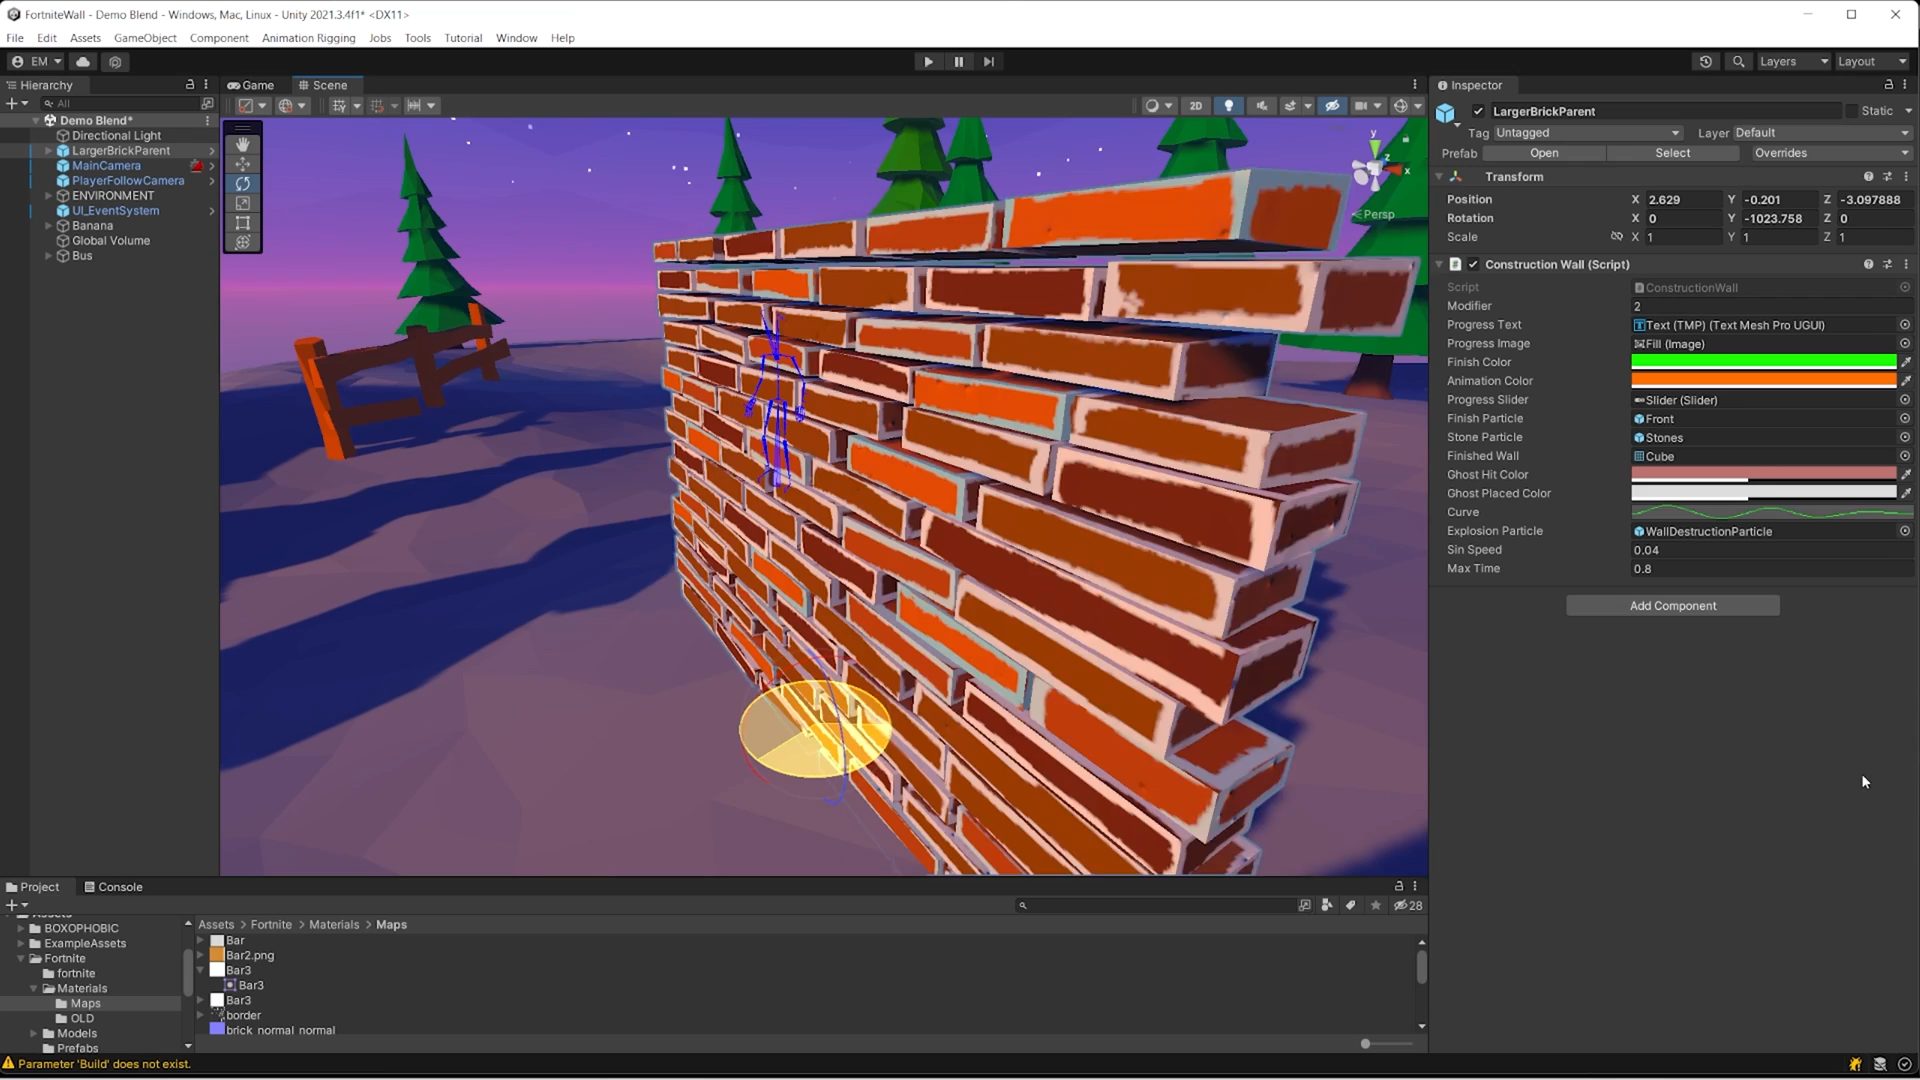 FortniteWall - Demo Blend - Windows, Mac, Linux - Unity 2021.3.4f1* <DX11>
File Edit Assets GameObject Component Animation Rigging Jobs Tools Tutorial Window Help
EM
Layers
Layout
Hierarchy
All
Demo Blend*
Directional Light
LargerBrickParent
MainCamera
PlayerFollowCamera
ENVIRONMENT
UI_EventSystem
Banana
Global Volume
Bus
Game
Scene
2D
y
z
x
Persp
Inspector
LargerBrickParent
Static
Tag Untagged
Layer Default
Prefab Open Select Overrides
Transform
Position X 2.629 Y -0.201 Z -3.097888
Rotation X 0 Y -1023.758 Z 0
Scale X 1 Y 1 Z 1
Construction Wall (Script)
Script ConstructionWall
Modifier 2
Progress Text Text (TMP) (Text Mesh Pro UGUI)
Progress Image Fill (Image)
Finish Color
Animation Color
Progress Slider Slider (Slider)
Finish Particle Front
Stone Particle Stones
Finished Wall Cube
Ghost Hit Color
Ghost Placed Color
Curve
Explosion Particle WallDestructionParticle
Sin Speed 0.04
Max Time 0.8
Add Component
Project
Console
28
Assets
BOXOPHOBIC
ExampleAssets
Fortnite
fortnite
Materials
Maps
OLD
Models
Prefabs
Assets > Fortnite > Materials > Maps
Bar
Bar2.png
Bar3
Bar3
Bar3
border
brick_normal_normal
Parameter 'Build' does not exist.